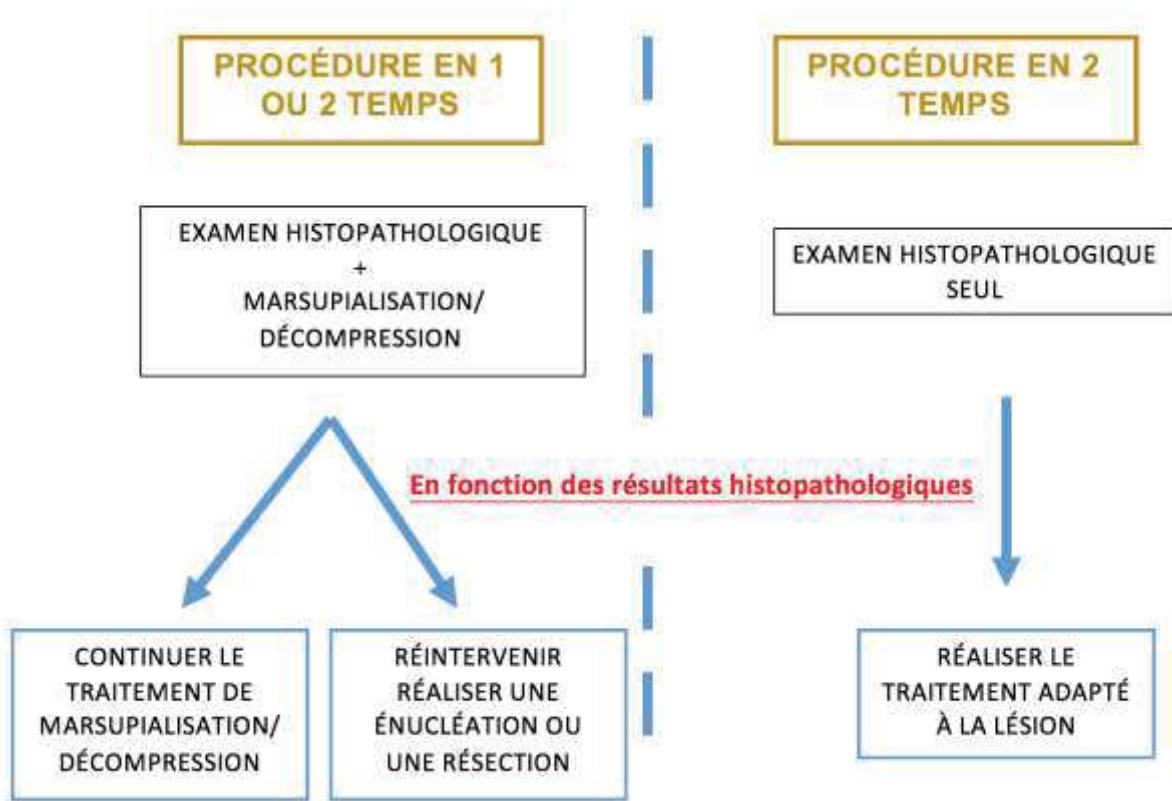 PROCÉDURE EN 1
OU 2 TEMPS
EXAMEN HISTOPATHOLOGIQUE
+
MARSUPIALISATION/
DÉCOMPRESSION
PROCÉDURE EN 2
TEMPS
EXAMEN HISTOPATHOLOGIQUE
SEUL
En fonction des résultats histopathologiques
CONTINUER LE
TRAITEMENT DE
MARSUPIALISATION/
DÉCOMPRESSION
RÉINTERVENIR
RÉALISER UNE
ÉNUCLÉATION OU
UNE RÉSECTION
RÉALISER LE
TRAITEMENT ADAPTÉ
À LA LÉSION